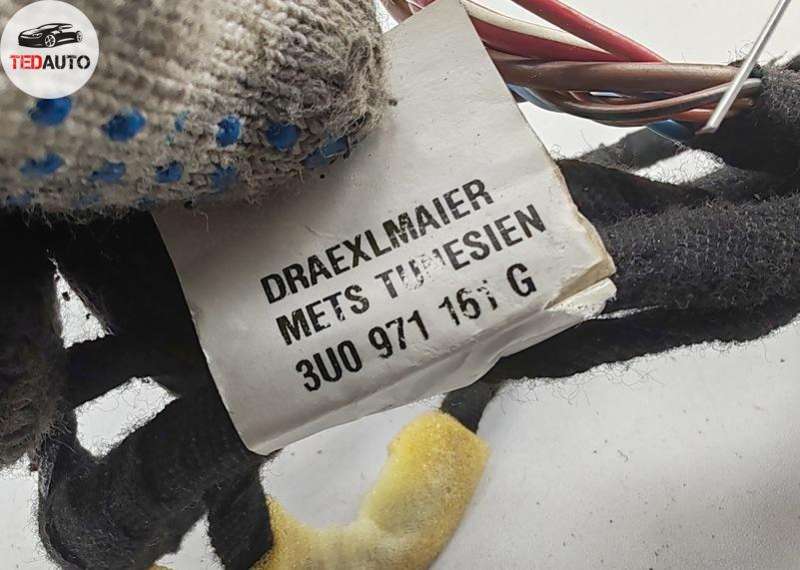 TEDAUTO
DRAEXLMAIER
METS TUNESIEN
3U0 971 161 G